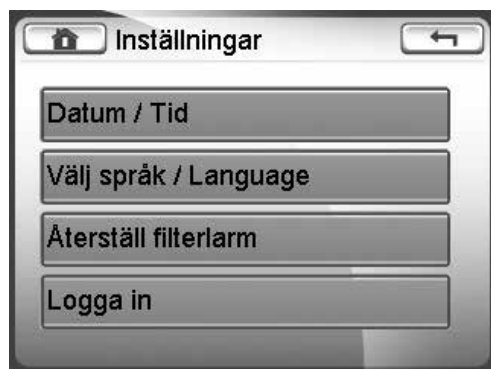 Inställningar
Datum / Tid
Välj språk / Language
Återställ filterlarm
Logga in